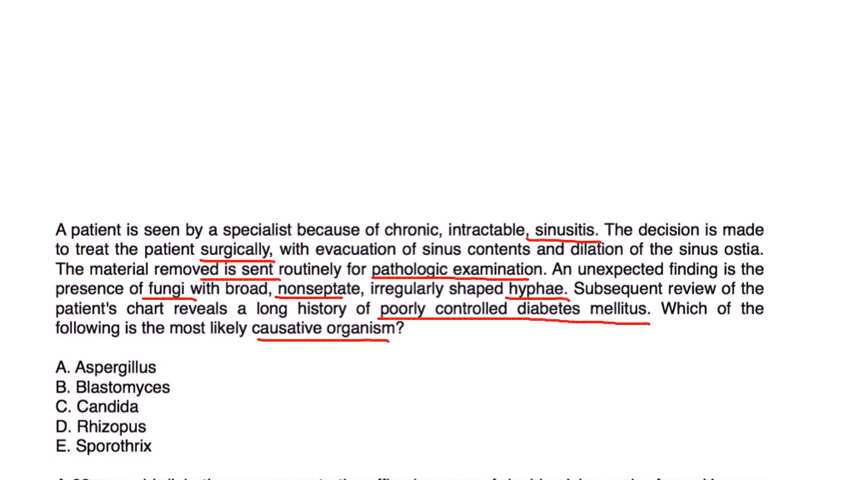 A patient is seen by a specialist because of chronic, intractable, sinusitis. The decision is made
to treat the patient surgically, with evacuation of sinus contents and dilation of the sinus ostia.
The material removed is sent routinely for pathologic examination. An unexpected finding is the
presence of fungi with broad, nonseptate, irregularly shaped hyphae. Subsequent review of the
patient's chart reveals a long history of poorly controlled diabetes mellitus. Which of the
following is the most likely causative organism?
A. Aspergillus
B. Blastomyces
C. Candida
D. Rhizopus
E. Sporothrix